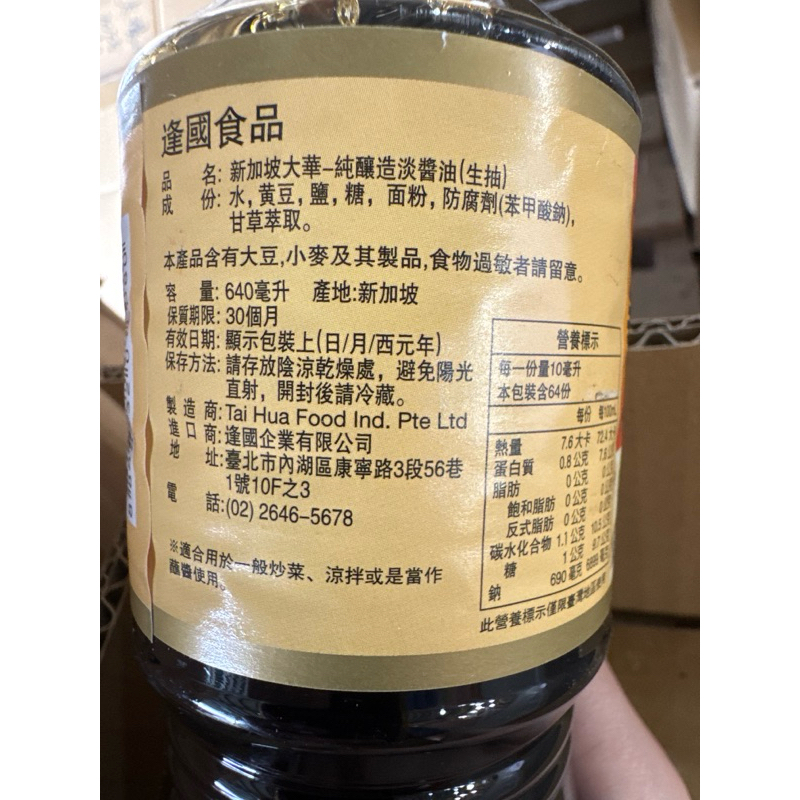 逢國食品
品 名: 新加坡大華-純釀造淡醬油(生抽)
成 份: 水, 黃豆, 鹽, 糖, 面粉, 防腐劑(苯甲酸鈉),
甘草萃取。
本產品含有大豆,小麥及其製品,食物過敏者請留意。
容 量: 640毫升 產地:新加坡
保質期限: 30個月
有效日期: 顯示包裝上(日/月/西元年)
保存方法: 請存放陰涼乾燥處, 避免陽光
直射, 開封後請冷藏。
製 造 商: Tai Hua Food Ind. Pte Ltd
進 口 商: 逢國企業有限公司
地 址: 臺北市內湖區康寧路3段56巷
1號10F之3
電 話: (02) 2646-5678
※適合用於一般炒菜、涼拌或是當作
蘸醬使用。
營養標示
每一份量10毫升
本包裝含64份
每份 每100mL
熱量 7.6 大卡 72.4 大
蛋白質 0.8 公克
脂肪 0 公克
飽和脂肪 0 公克
反式脂肪 0 公克
碳水化合物 1.1 公克
糖 1 公克
鈉 690 毫克
此營養標示僅限臺灣地區